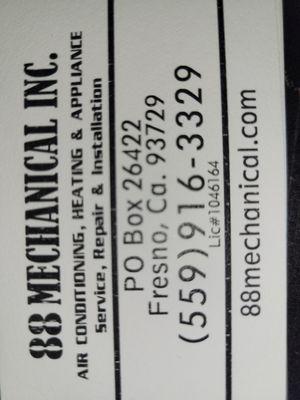 88 MECHANICAL INC.
AIR CONDITIONING, HEATING & APPLIANCE
Service, Repair & Installation
PO Box 26422
Fresno, Ca. 93729
(559)916-3329
Lic#1046164
88mechanical.com